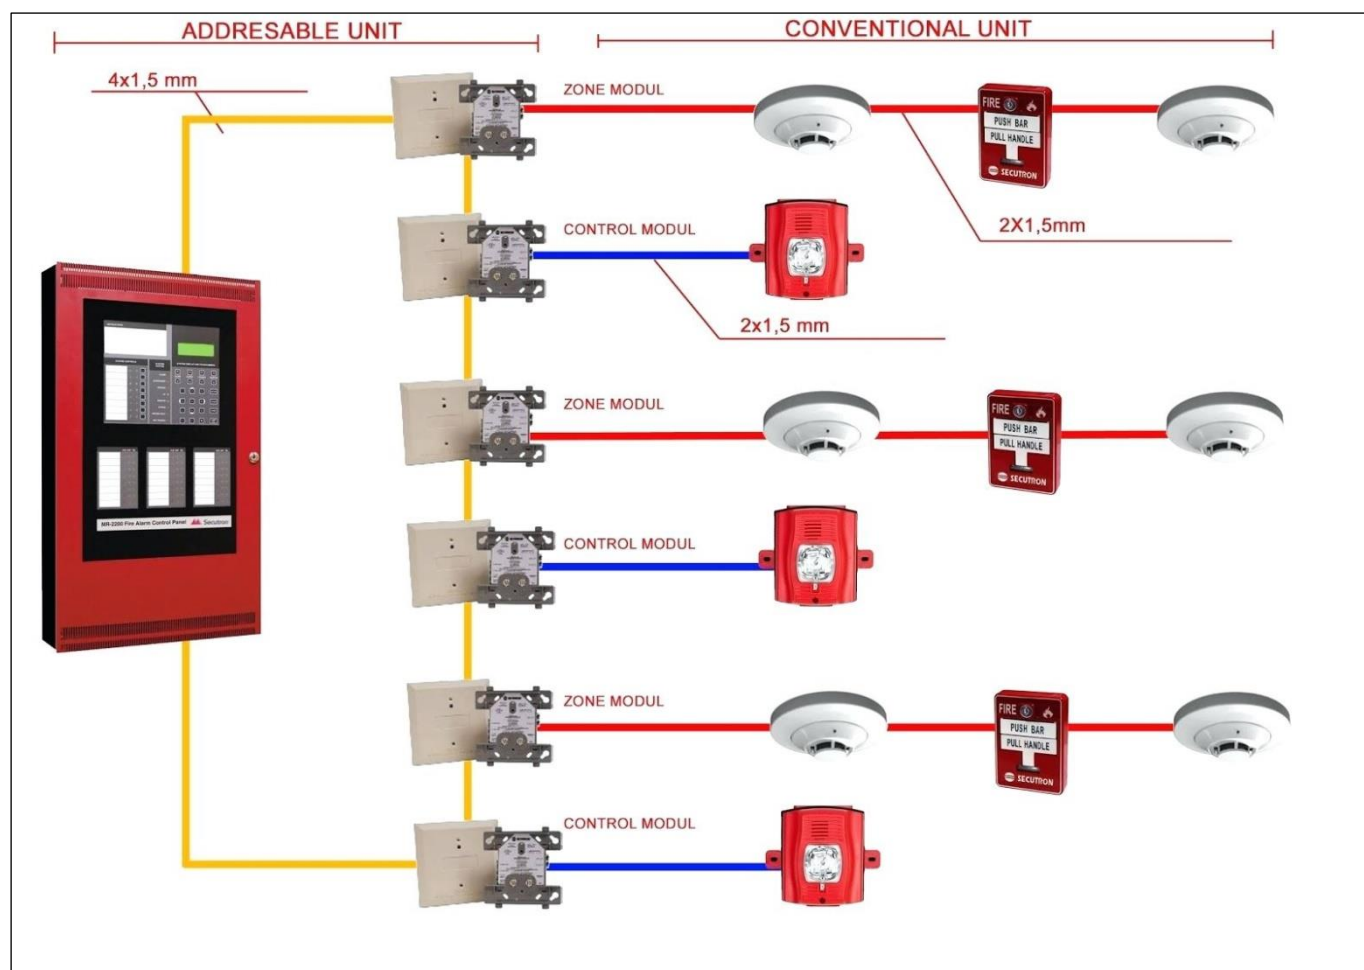 ADDRESABLE UNIT
CONVENTIONAL UNIT
4x1,5 mm
ZONE MODUL
FIRE
PUSH BAR
PULL HANDLE
SECUTRON
2X1,5mm
CONTROL MODUL
2x1,5 mm
ZONE MODUL
FIRE
PUSH BAR
PULL HANDLE
SECUTRON
MR-2200 Fire Alarm Control Panel Secutron
CONTROL MODUL
ZONE MODUL
FIRE
PUSH BAR
PULL HANDLE
SECUTRON
CONTROL MODUL